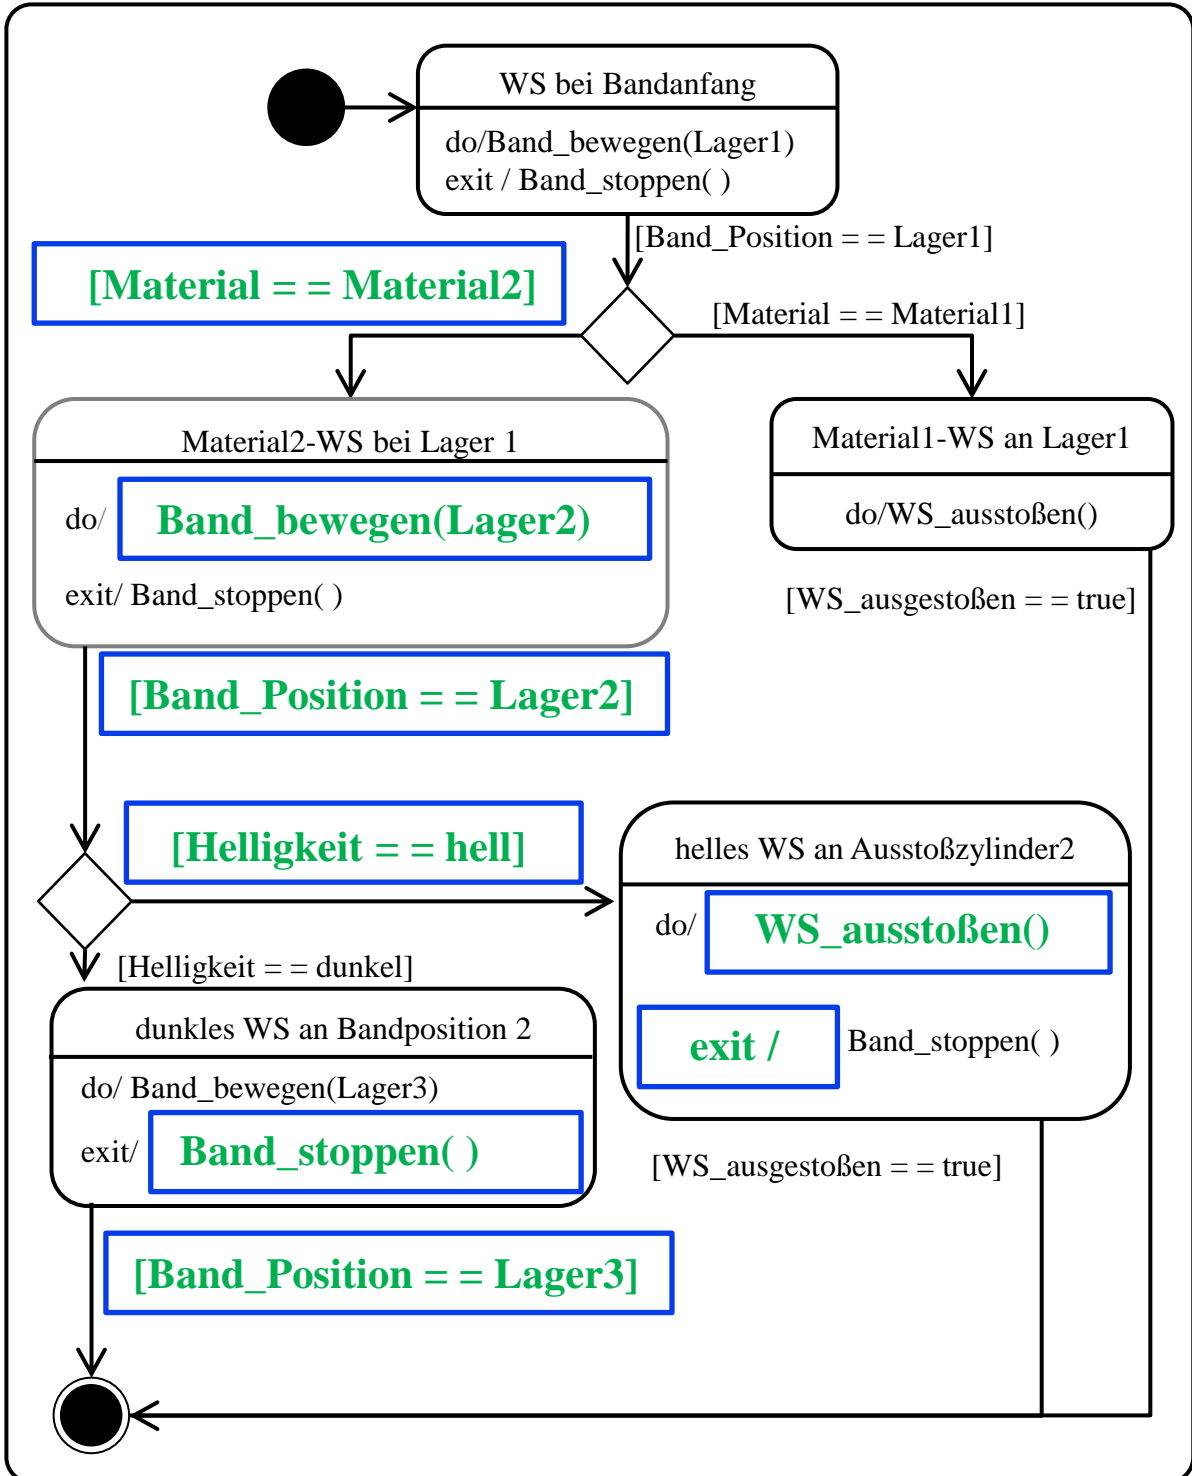 WS bei Bandanfang
do/Band_bewegen(Lager1)
exit / Band_stoppen( )
[Band_Position = = Lager1]
[Material = = Material2]
[Material = = Material1]
Material2-WS bei Lager 1
do/ Band_bewegen(Lager2)
exit/ Band_stoppen( )
Material1-WS an Lager1
do/WS_ausstoßen()
[WS_ausgestoßen = = true]
[Band_Position = = Lager2]
[Helligkeit = = hell]
helles WS an Ausstoßzylinder2
do/ WS_ausstoßen()
exit / Band_stoppen( )
[Helligkeit = = dunkel]
dunkles WS an Bandposition 2
do/ Band_bewegen(Lager3)
exit/ Band_stoppen( )
[WS_ausgestoßen = = true]
[Band_Position = = Lager3]